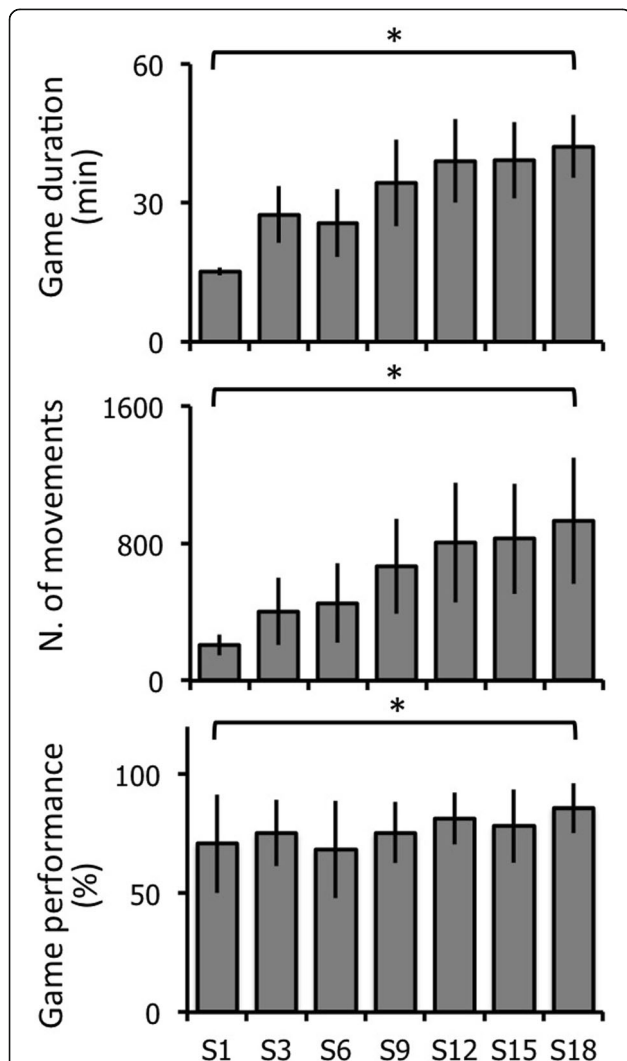 *
60
30
0
Game duration
(min)
*
1600
800
0
N. of movements
*
100
50
0
Game performance
(%)
S1 S3 S6 S9 S12 S15 S18